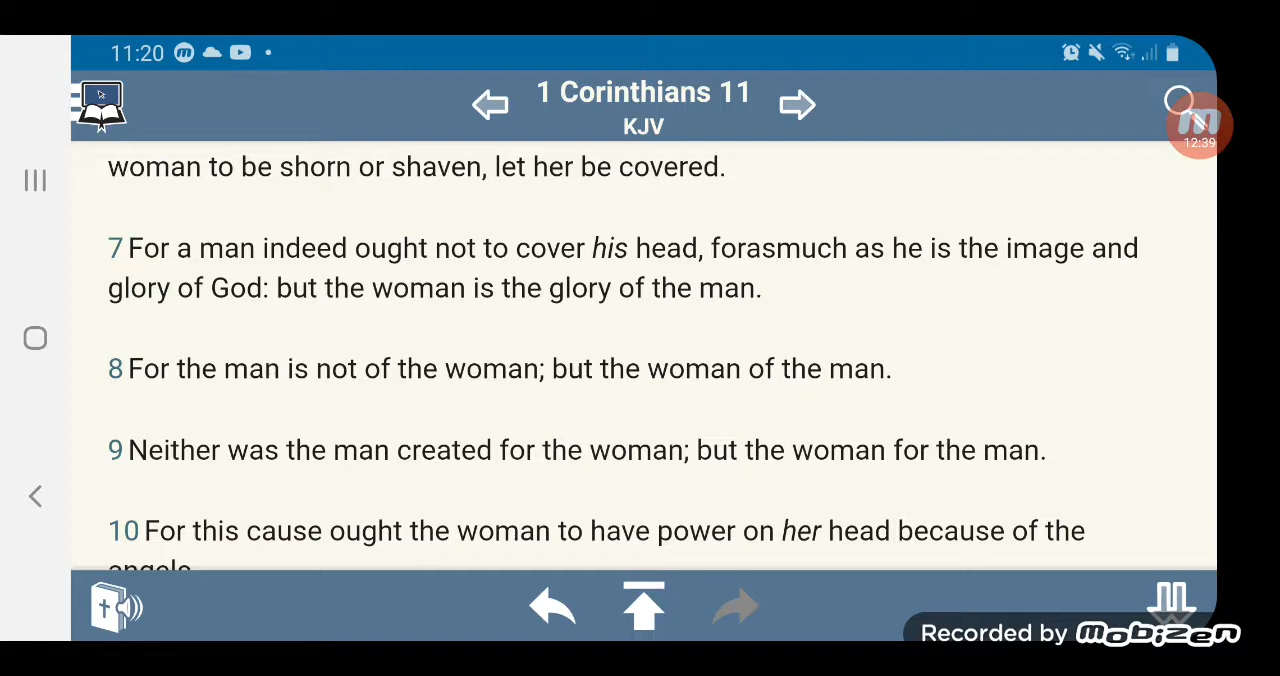 11:20
1 Corinthians 11
KJV
12:39
woman to be shorn or shaven, let her be covered.
7 For a man indeed ought not to cover his head, forasmuch as he is the image and
glory of God: but the woman is the glory of the man.
8 For the man is not of the woman; but the woman of the man.
9 Neither was the man created for the woman; but the woman for the man.
10 For this cause ought the woman to have power on her head because of the
angels.
Recorded by Mobizen